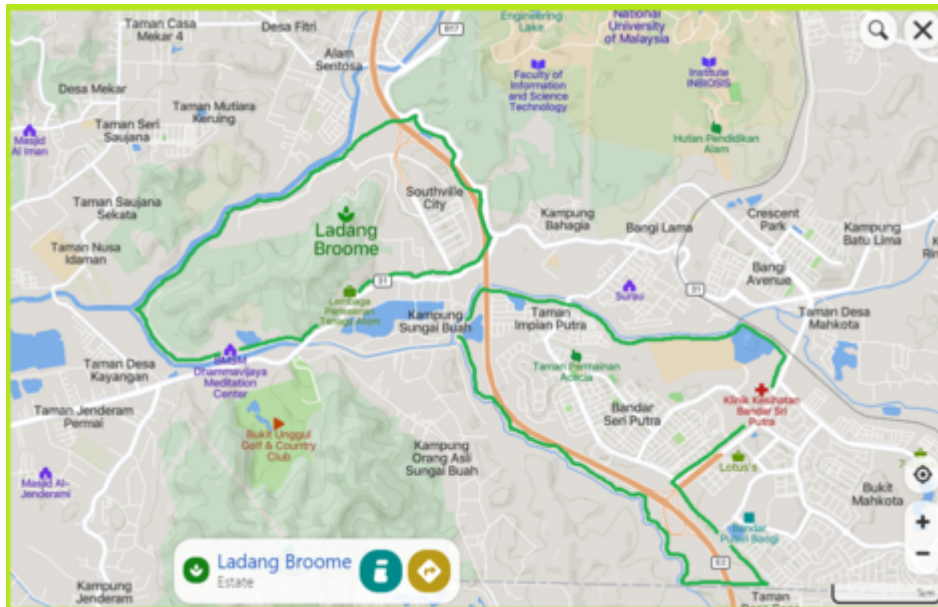 Taman Casa
Mekar 4
Desa Fitri
Engineering
Lake
National
University
of Malaysia
B17
Alam
Sentosa
Faculty of
Information
and Science
Technology
Institute
INBIOSIS
Desa Mekar
Taman Mutiara
Keruing
Taman Seri
Saujana
Masjid
Al Iman
Hutan Pendidikan
Alam
Southville
City
Taman Saujana
Sekata
Ladang
Broome
Kampung
Bahagia
Bangi Lama
Crescent
Park
Kampung
Batu Lima
Taman Nusa
Idaman
Bangi
Avenue
31
Surau
31
Lembaga
Perlesenan
Tenaga Atom
Kampung
Sungai Buah
Taman
Impian Putra
Taman Desa
Mahkota
Taman Desa
Kayangan
BMSM
Dhammavijaya
Meditation
Center
Taman Permainan
Acacia
Klinik Kesihatan
Bandar Sri
Putra
Taman Jenderam
Permai
Bandar
Seri Putra
Bukit Unggul
Golf & Country
Club
Kampung
Orang Asli
Sungai Buah
Lotus's
7
Masjid Al-
Jenderami
Bukit
Mahkota
Bandar
Puteri Bangi
Ladang Broome
Estate
E2
Kampung
Jenderam
1km
Taman